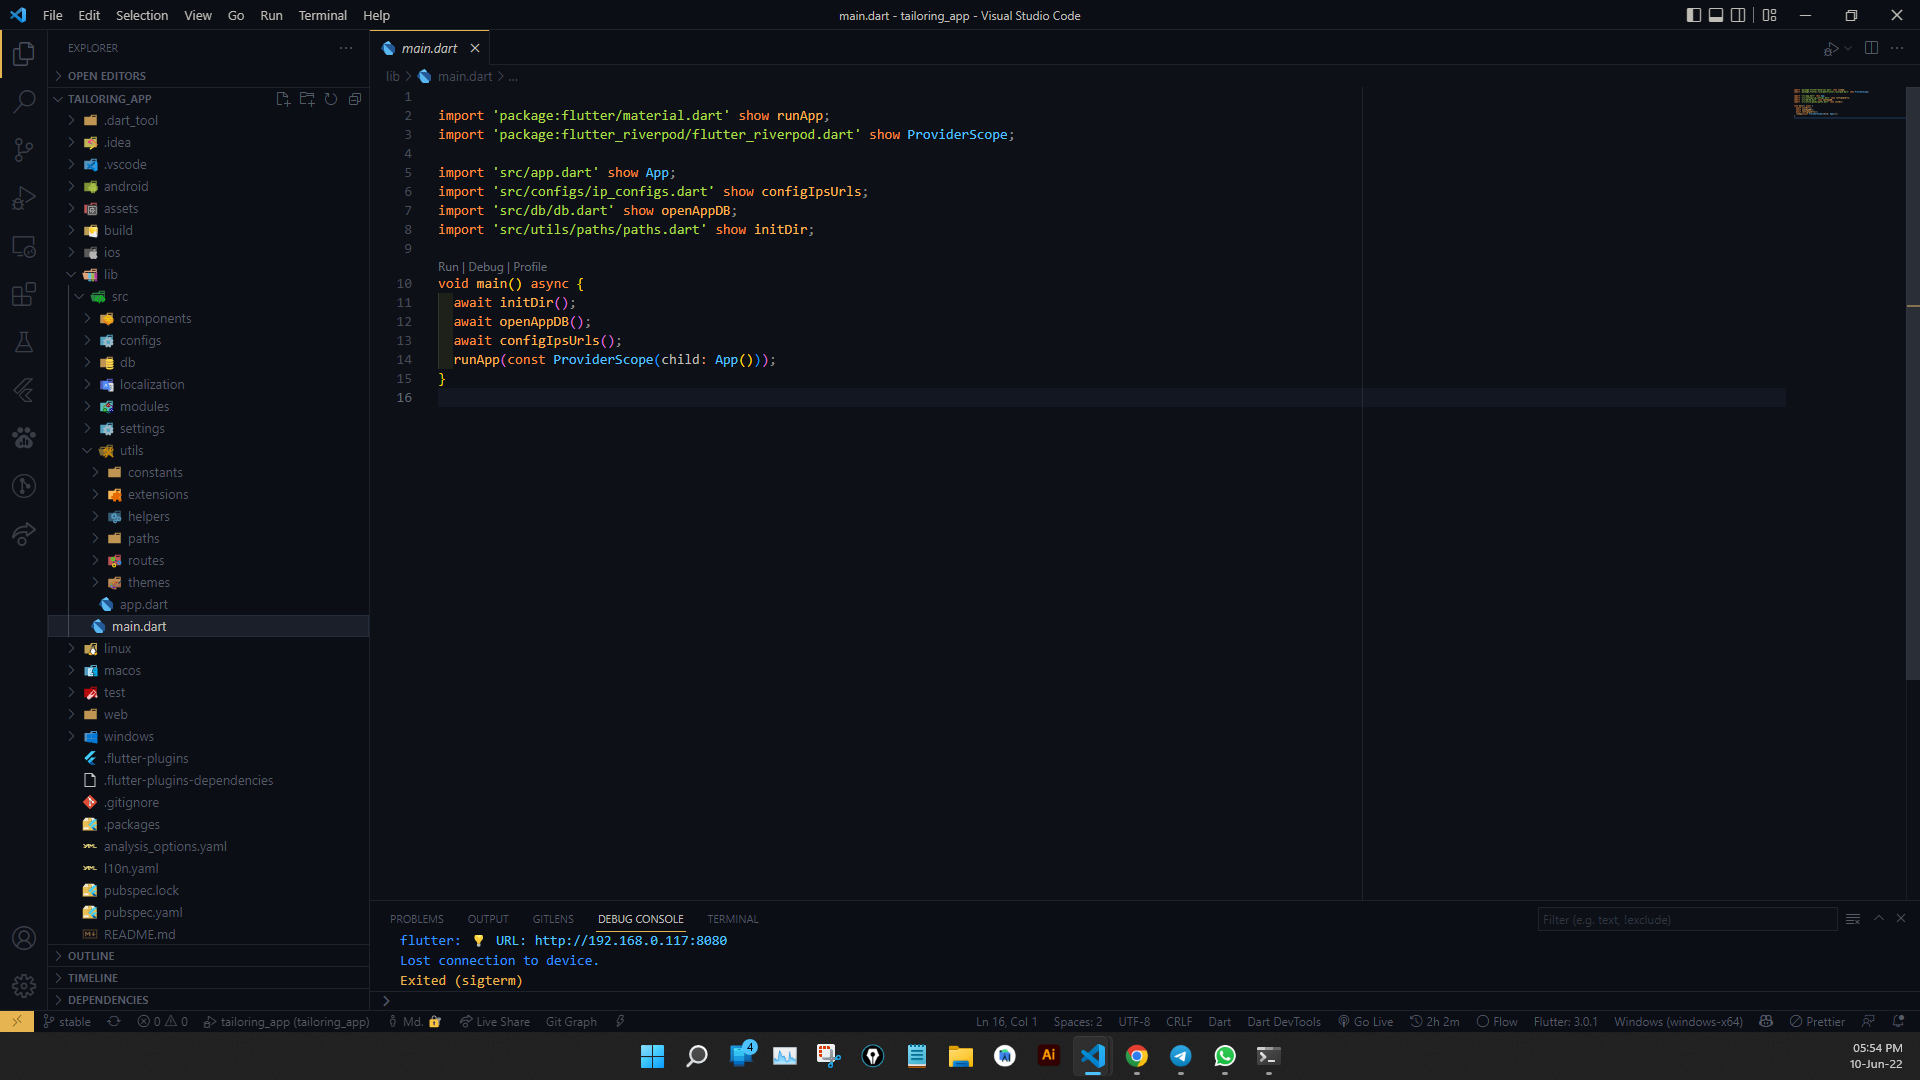 File Edit Selection View Go Run Terminal Help
main.dart - tailoring_app - Visual Studio Code
EXPLORER
OPEN EDITORS
TAILORING_APP
.dart_tool
.idea
.vscode
android
assets
build
ios
lib
src
components
configs
db
localization
modules
settings
utils
constants
extensions
helpers
paths
routes
themes
app.dart
main.dart
linux
macos
test
web
windows
.flutter-plugins
.flutter-plugins-dependencies
.gitignore
.packages
analysis_options.yaml
l10n.yaml
pubspec.lock
pubspec.yaml
README.md
OUTLINE
TIMELINE
DEPENDENCIES
main.dart
lib > main.dart > ...
1
2 import 'package:flutter/material.dart' show runApp;
3 import 'package:flutter_riverpod/flutter_riverpod.dart' show ProviderScope;
4
5 import 'src/app.dart' show App;
6 import 'src/configs/ip_configs.dart' show configIpsUrls;
7 import 'src/db/db.dart' show openAppDB;
8 import 'src/utils/paths/paths.dart' show initDir;
9
Run | Debug | Profile
10 void main() async {
11 await initDir();
12 await openAppDB();
13 await configIpsUrls();
14 runApp(const ProviderScope(child: App()));
15 }
16
PROBLEMS OUTPUT GITLENS DEBUG CONSOLE TERMINAL
Filter (e.g. text, !exclude)
flutter: 💡 URL: http://192.168.0.117:8080
Lost connection to device.
Exited (sigterm)
stable 0 0 tailoring_app (tailoring_app) Md. Live Share Git Graph
Ln 16, Col 1 Spaces: 2 UTF-8 CRLF Dart Dart DevTools Go Live 2h 2m Flow Flutter: 3.0.1 Windows (windows-x64) Prettier
4
Ai
05:54 PM
10-Jun-22